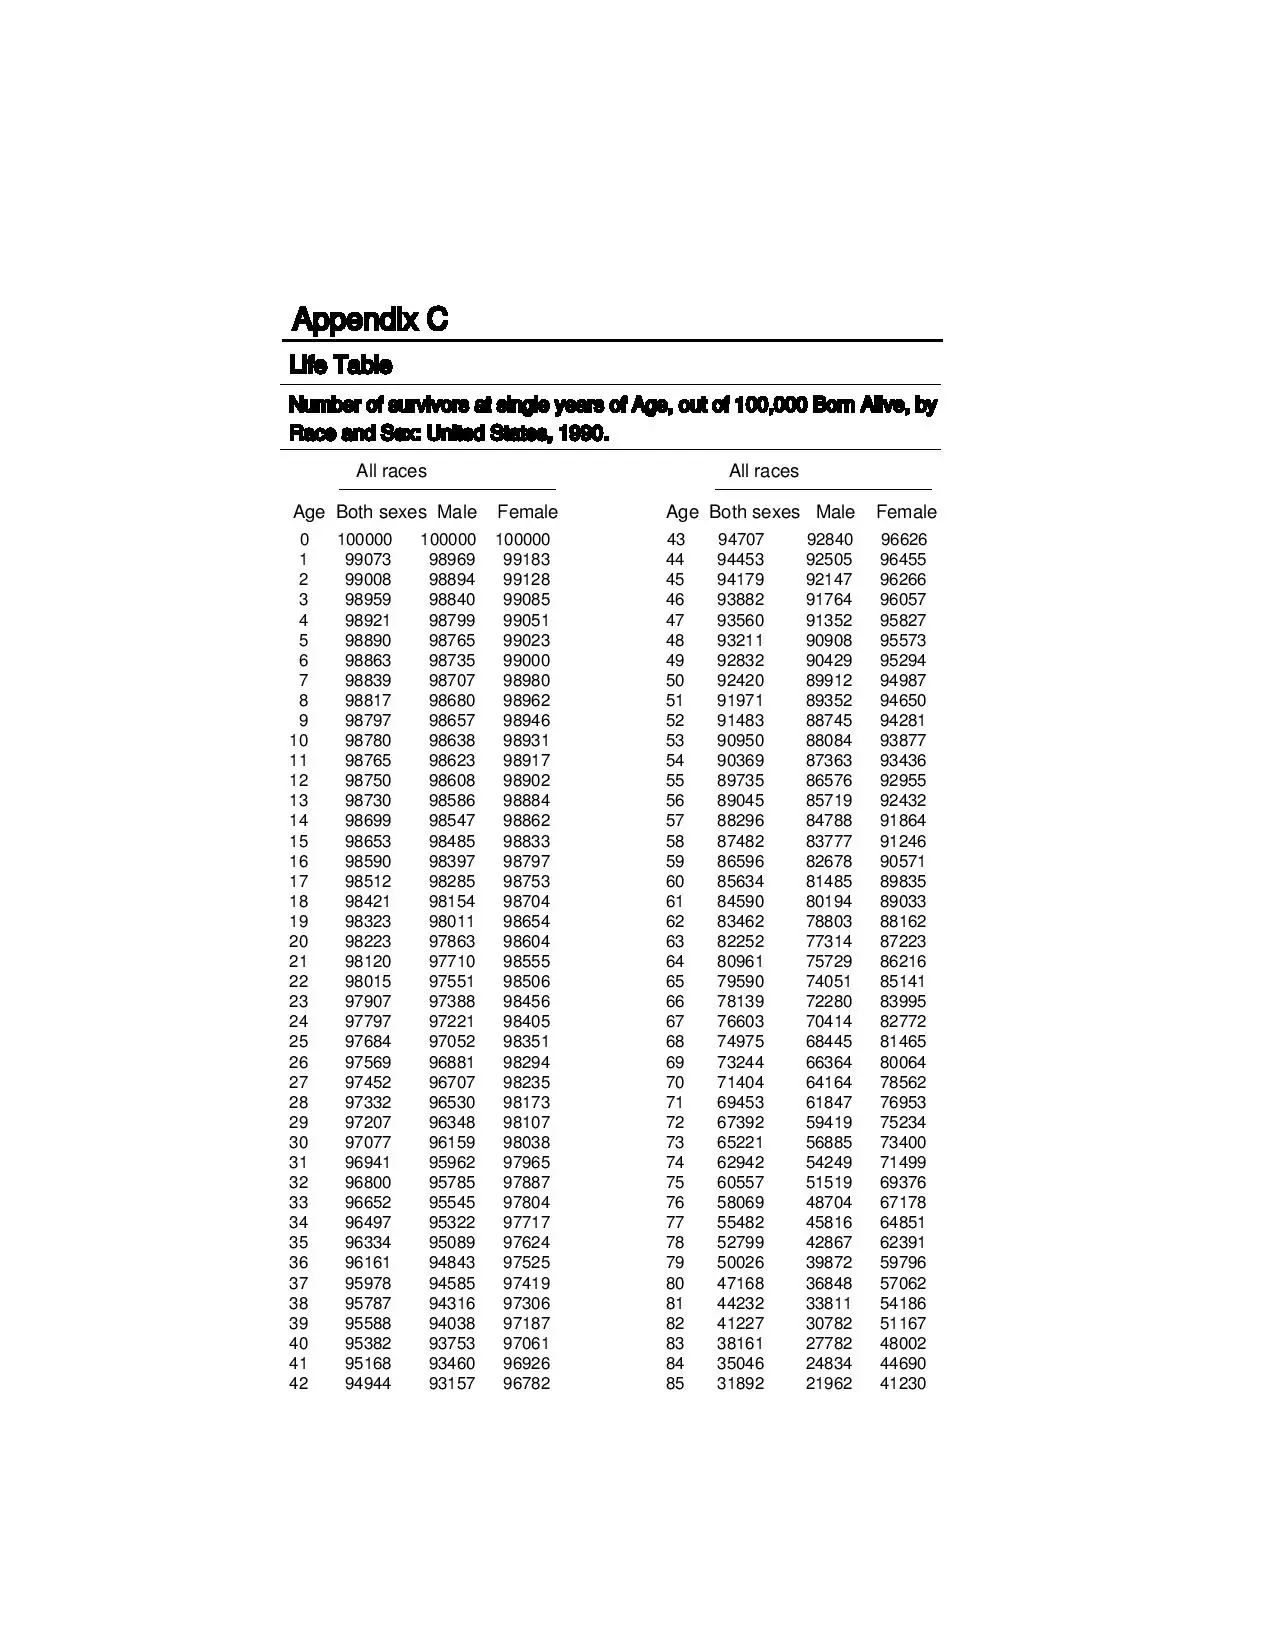 Appendix C
Life Table
Number of survivors at single years of Age, out of 100,000 Born Alive, by
Race and Sex: United States, 1990.
All races All races
Age Both sexes Male Female Age Both sexes Male Female
0 100000 100000 100000 43 94707 92840 96626
1 99073 98969 99183 44 94453 92505 96455
2 99008 98894 99128 45 94179 92147 96266
3 98959 98840 99085 46 93882 91764 96057
4 98921 98799 99051 47 93560 91352 95827
5 98890 98765 99023 48 93211 90908 95573
6 98863 98735 99000 49 92832 90429 95294
7 98839 98707 98980 50 92420 89912 94987
8 98817 98680 98962 51 91971 89352 94650
9 98797 98657 98946 52 91483 88745 94281
10 98780 98638 98931 53 90950 88084 93877
11 98765 98623 98917 54 90369 87363 93436
12 98750 98608 98902 55 89735 86576 92955
13 98730 98586 98884 56 89045 85719 92432
14 98699 98547 98862 57 88296 84788 91864
15 98653 98485 98833 58 87482 83777 91246
16 98590 98397 98797 59 86596 82678 90571
17 98512 98285 98753 60 85634 81485 89835
18 98421 98154 98704 61 84590 80194 89033
19 98323 98011 98654 62 83462 78803 88162
20 98223 97863 98604 63 82252 77314 87223
21 98120 97710 98555 64 80961 75729 86216
22 98015 97551 98506 65 79590 74051 85141
23 97907 97388 98456 66 78139 72280 83995
24 97797 97221 98405 67 76603 70414 82772
25 97684 97052 98351 68 74975 68445 81465
26 97569 96881 98294 69 73244 66364 80064
27 97452 96707 98235 70 71404 64164 78562
28 97332 96530 98173 71 69453 61847 76953
29 97207 96348 98107 72 67392 59419 75234
30 97077 96159 98038 73 65221 56885 73400
31 96941 95962 97965 74 62942 54249 71499
32 96800 95785 97887 75 60557 51519 69376
33 96652 95545 97804 76 58069 48704 67178
34 96497 95322 97717 77 55482 45816 64851
35 96334 95089 97624 78 52799 42867 62391
36 96161 94843 97525 79 50026 39872 59796
37 95978 94585 97419 80 47168 36848 57062
38 95787 94316 97306 81 44232 33811 54186
39 95588 94038 97187 82 41227 30782 51167
40 95382 93753 97061 83 38161 27782 48002
41 95168 93460 96926 84 35046 24834 44690
42 94944 93157 96782 85 31892 21962 41230